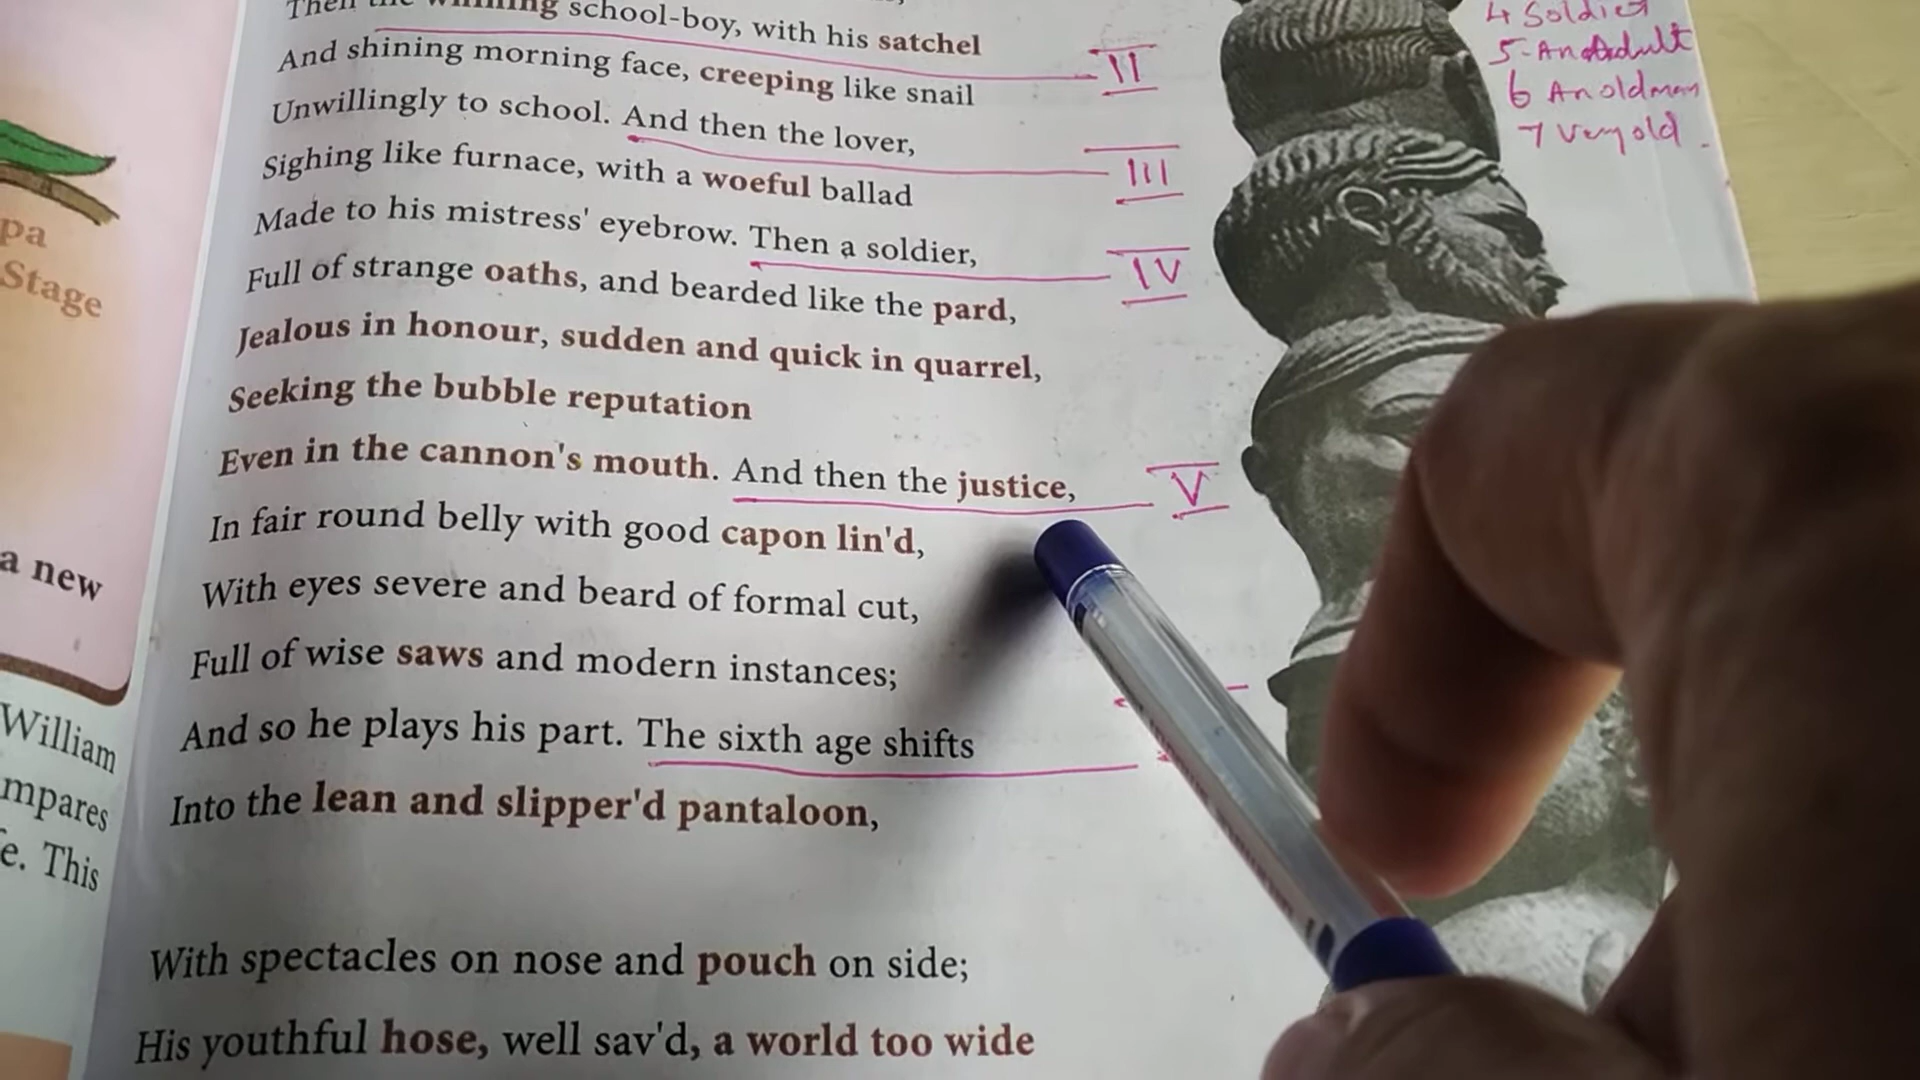 Then the whining school-boy, with his satchel
And shining morning face, creeping like snail
Unwillingly to school. And then the lover,
Sighing like furnace, with a woeful ballad
Made to his mistress' eyebrow. Then a soldier,
Full of strange oaths, and bearded like the pard,
Jealous in honour, sudden and quick in quarrel,
Seeking the bubble reputation
Even in the cannon's mouth. And then the justice,
In fair round belly with good capon lin'd,
With eyes severe and beard of formal cut,
Full of wise saws and modern instances;
And so he plays his part. The sixth age shifts
Into the lean and slipper'd pantaloon,
With spectacles on nose and pouch on side;
His youthful hose, well sav'd, a world too wide
II
III
IV
V
4 Soldier
5-An Adult
6 An old man
7 Very old.
pa
Stage
a new
William
mpares
e. This